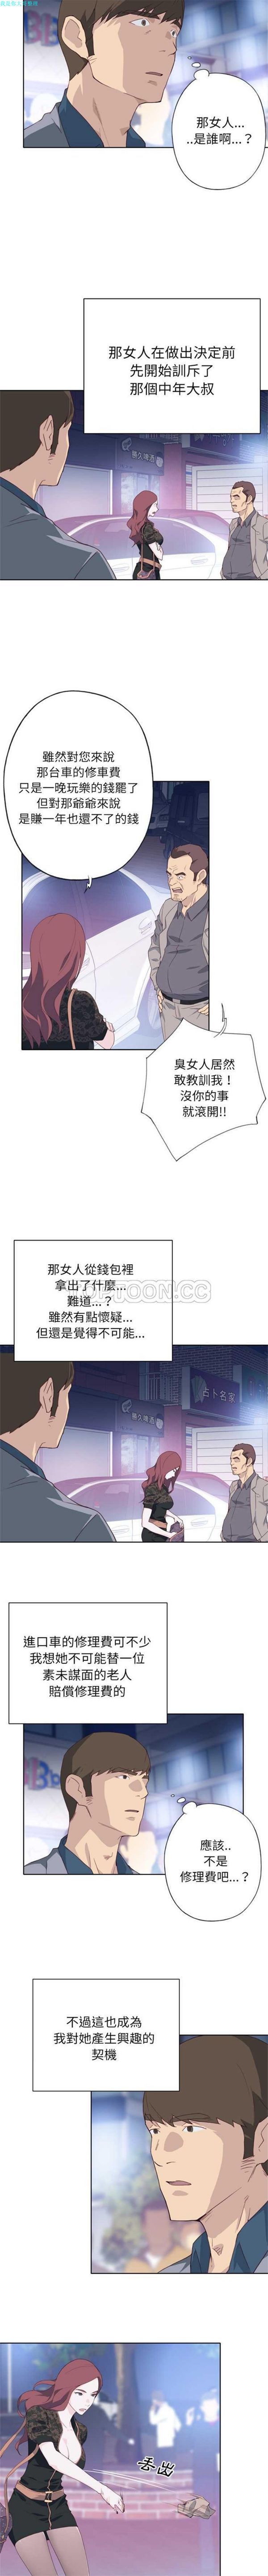 那女人...
..是誰啊...?
那女人在做出決定前
先開始訓斥了
那個中年大叔
雖然對您來說
那台車的修車費
只是一晚玩樂的錢罷了
但對那爺爺來說
是賺一年也還不了的錢
臭女人居然
敢教訓我！
沒你的事
就滾開!!
那女人從錢包裡
拿出了什麼...
難道...？
雖然有點懷疑...
但還是覺得不可能...
TOPTOON.CC
占卜名家
進口車的修理費可不少
我想她不可能替一位
素未謀面的老人
賠償修理費的
應該..
不是
修理費吧...？
不過這也成為
我對她產生興趣的
契機
丟出